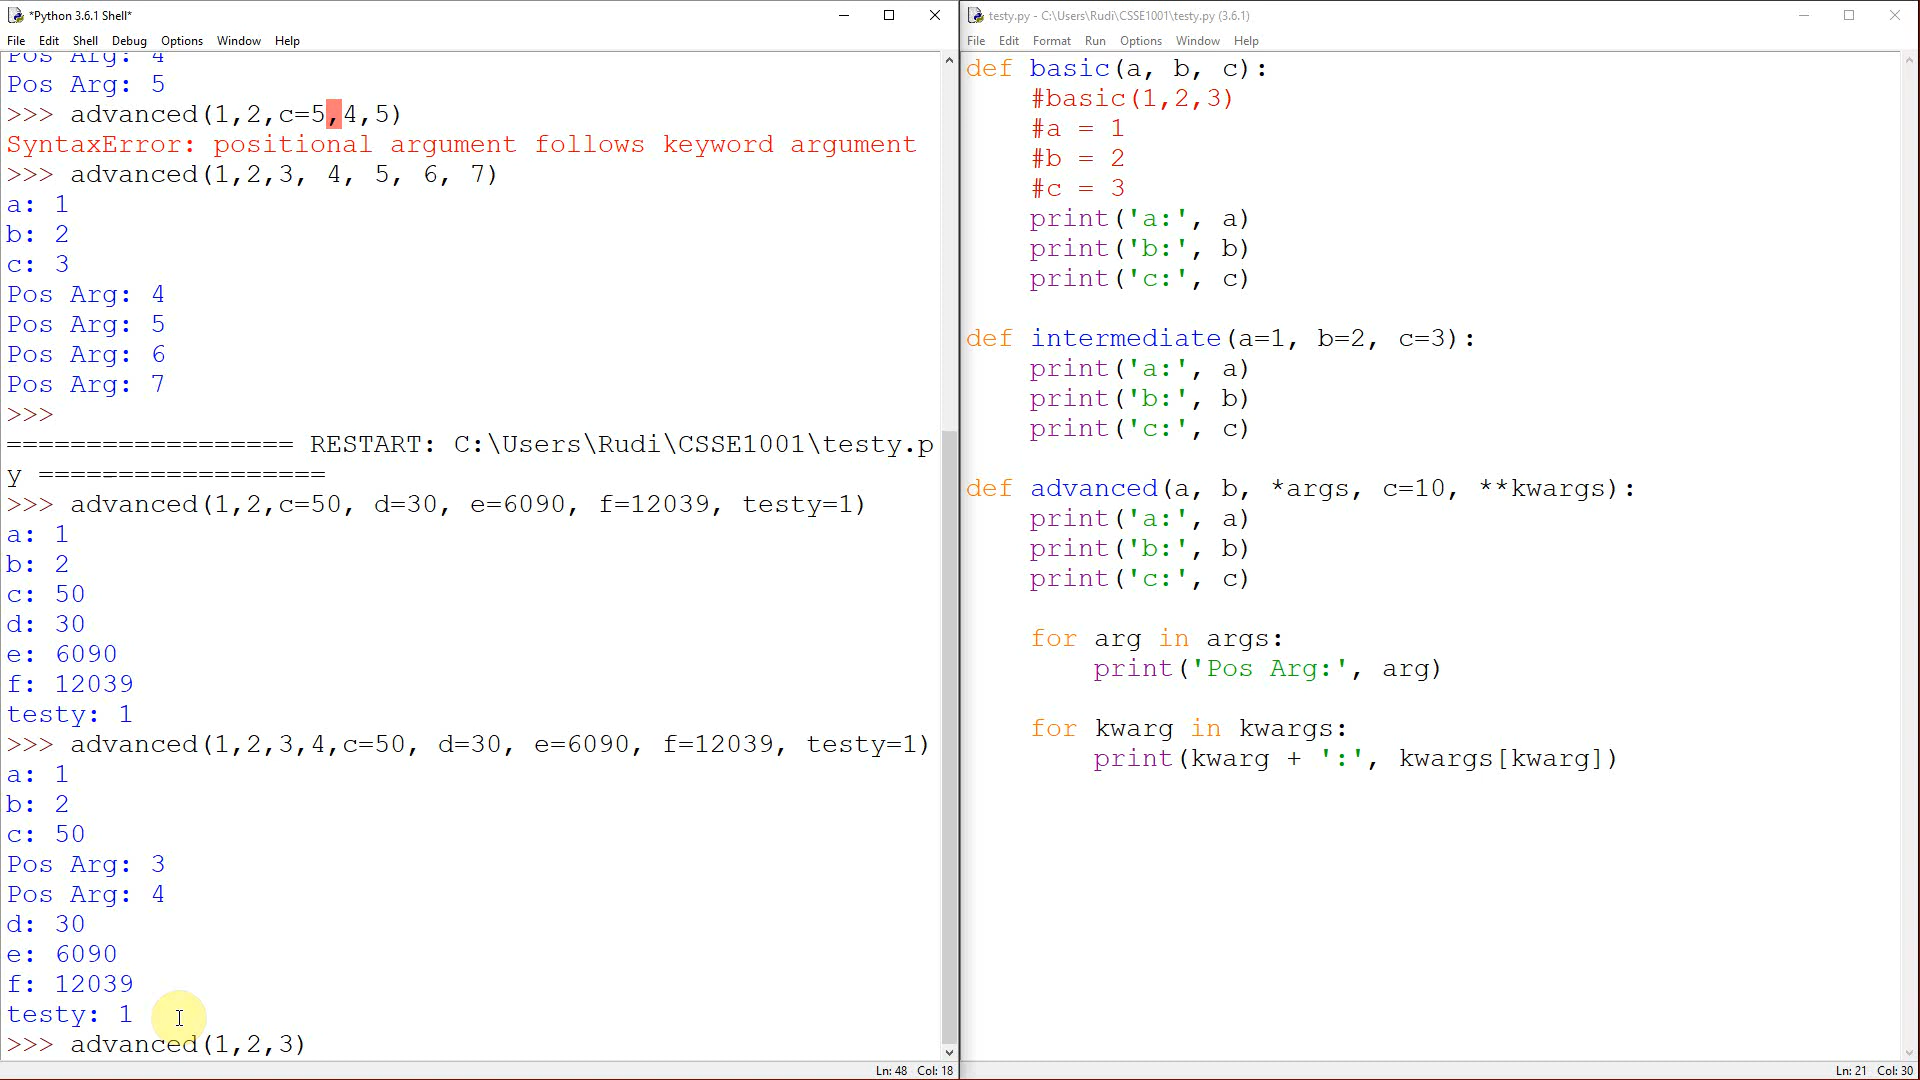 *Python 3.6.1 Shell*
File Edit Shell Debug Options Window Help
Pos Arg: 4
Pos Arg: 5
>>> advanced(1,2,c=5,4,5)
SyntaxError: positional argument follows keyword argument
>>> advanced(1,2,3, 4, 5, 6, 7)
a: 1
b: 2
c: 3
Pos Arg: 4
Pos Arg: 5
Pos Arg: 6
Pos Arg: 7
>>>
================== RESTART: C:\Users\Rudi\CSSE1001\testy.p
y ==================
>>> advanced(1,2,c=50, d=30, e=6090, f=12039, testy=1)
a: 1
b: 2
c: 50
d: 30
e: 6090
f: 12039
testy: 1
>>> advanced(1,2,3,4,c=50, d=30, e=6090, f=12039, testy=1)
a: 1
b: 2
c: 50
Pos Arg: 3
Pos Arg: 4
d: 30
e: 6090
f: 12039
testy: 1
>>> advanced(1,2,3)
Ln: 48 Col: 18
testy.py - C:\Users\Rudi\CSSE1001\testy.py (3.6.1)
File Edit Format Run Options Window Help
def basic(a, b, c):
    #basic(1,2,3)
    #a = 1
    #b = 2
    #c = 3
    print('a:', a)
    print('b:', b)
    print('c:', c)
def intermediate(a=1, b=2, c=3):
    print('a:', a)
    print('b:', b)
    print('c:', c)
def advanced(a, b, *args, c=10, **kwargs):
    print('a:', a)
    print('b:', b)
    print('c:', c)
    for arg in args:
        print('Pos Arg:', arg)
    for kwarg in kwargs:
        print(kwarg + ':', kwargs[kwarg])
Ln: 21 Col: 30